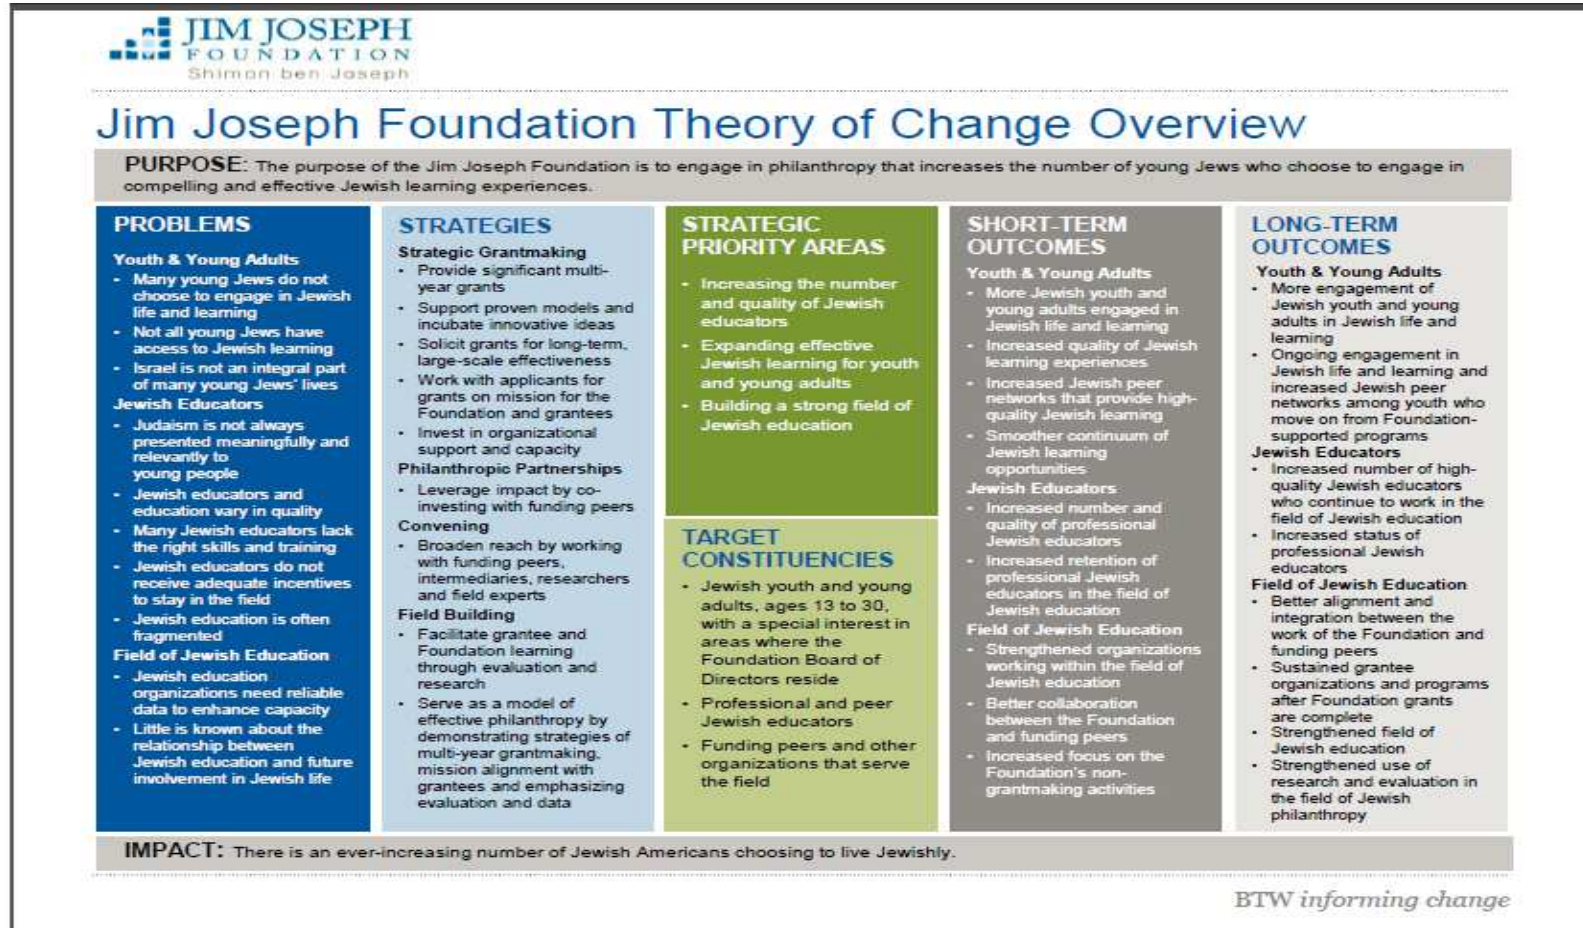 JIM JOSEPH
FOUNDATION
Shimon ben Joseph
Jim Joseph Foundation Theory of Change Overview
PURPOSE: The purpose of the Jim Joseph Foundation is to engage in philanthropy that increases the number of young Jews who choose to engage in
compelling and effective Jewish learning experiences.
PROBLEMS
Youth & Young Adults
- Many young Jews do not
choose to engage in Jewish
life and learning
- Not all young Jews have
access to Jewish learning
- Israel is not an integral part
of many young Jews' lives
Jewish Educators
- Judaism is not always
presented meaningfully and
relevantly to
young people
- Jewish educators and
education vary in quality
- Many Jewish educators lack
the right skills and training
- Jewish educators do not
receive adequate incentives
to stay in the field
- Jewish education is often
fragmented
Field of Jewish Education
- Jewish education
organizations need reliable
data to enhance capacity
- Little is known about the
relationship between
Jewish education and future
involvement in Jewish life
STRATEGIES
Strategic Grantmaking
- Provide significant multi-
year grants
- Support proven models and
incubate innovative ideas
- Solicit grants for long-term,
large-scale effectiveness
- Work with applicants for
grants on mission for the
Foundation and grantees
- Invest in organizational
support and capacity
Philanthropic Partnerships
- Leverage impact by co-
investing with funding peers
Convening
- Broaden reach by working
with funding peers,
intermediaries, researchers
and field experts
Field Building
- Facilitate grantee and
Foundation learning
through evaluation and
research
- Serve as a model of
effective philanthropy by
demonstrating strategies of
multi-year grantmaking,
mission alignment with
grantees and emphasizing
evaluation and data
STRATEGIC
PRIORITY AREAS
- Increasing the number
and quality of Jewish
educators
- Expanding effective
Jewish learning for youth
and young adults
- Building a strong field of
Jewish education
TARGET
CONSTITUENCIES
- Jewish youth and young
adults, ages 13 to 30,
with a special interest in
areas where the
Foundation Board of
Directors reside
- Professional and peer
Jewish educators
- Funding peers and other
organizations that serve
the field
SHORT-TERM
OUTCOMES
Youth & Young Adults
- More Jewish youth and
young adults engaged in
Jewish life and learning
- Increased quality of Jewish
learning experiences
- Increased Jewish peer
networks that provide high-
quality Jewish learning
- Smoother continuum of
Jewish learning
opportunities
Jewish Educators
- Increased number and
quality of professional
Jewish educators
- Increased retention of
professional Jewish
educators in the field of
Jewish education
Field of Jewish Education
- Strengthened organizations
working within the field of
Jewish education
- Better collaboration
between the Foundation
and funding peers
- Increased focus on the
Foundation's non-
grantmaking activities
LONG-TERM
OUTCOMES
Youth & Young Adults
- More engagement of
Jewish youth and young
adults in Jewish life and
learning
- Ongoing engagement in
Jewish life and learning and
increased Jewish peer
networks among youth who
move on from Foundation-
supported programs
Jewish Educators
- Increased number of high-
quality Jewish educators
who continue to work in the
field of Jewish education
- Increased status of
professional Jewish
educators
Field of Jewish Education
- Better alignment and
integration between the
work of the Foundation and
funding peers
- Sustained grantee
organizations and programs
after Foundation grants
are complete
- Strengthened field of
Jewish education
- Strengthened use of
research and evaluation in
the field of Jewish
philanthropy
IMPACT: There is an ever-increasing number of Jewish Americans choosing to live Jewishly.
BTW informing change